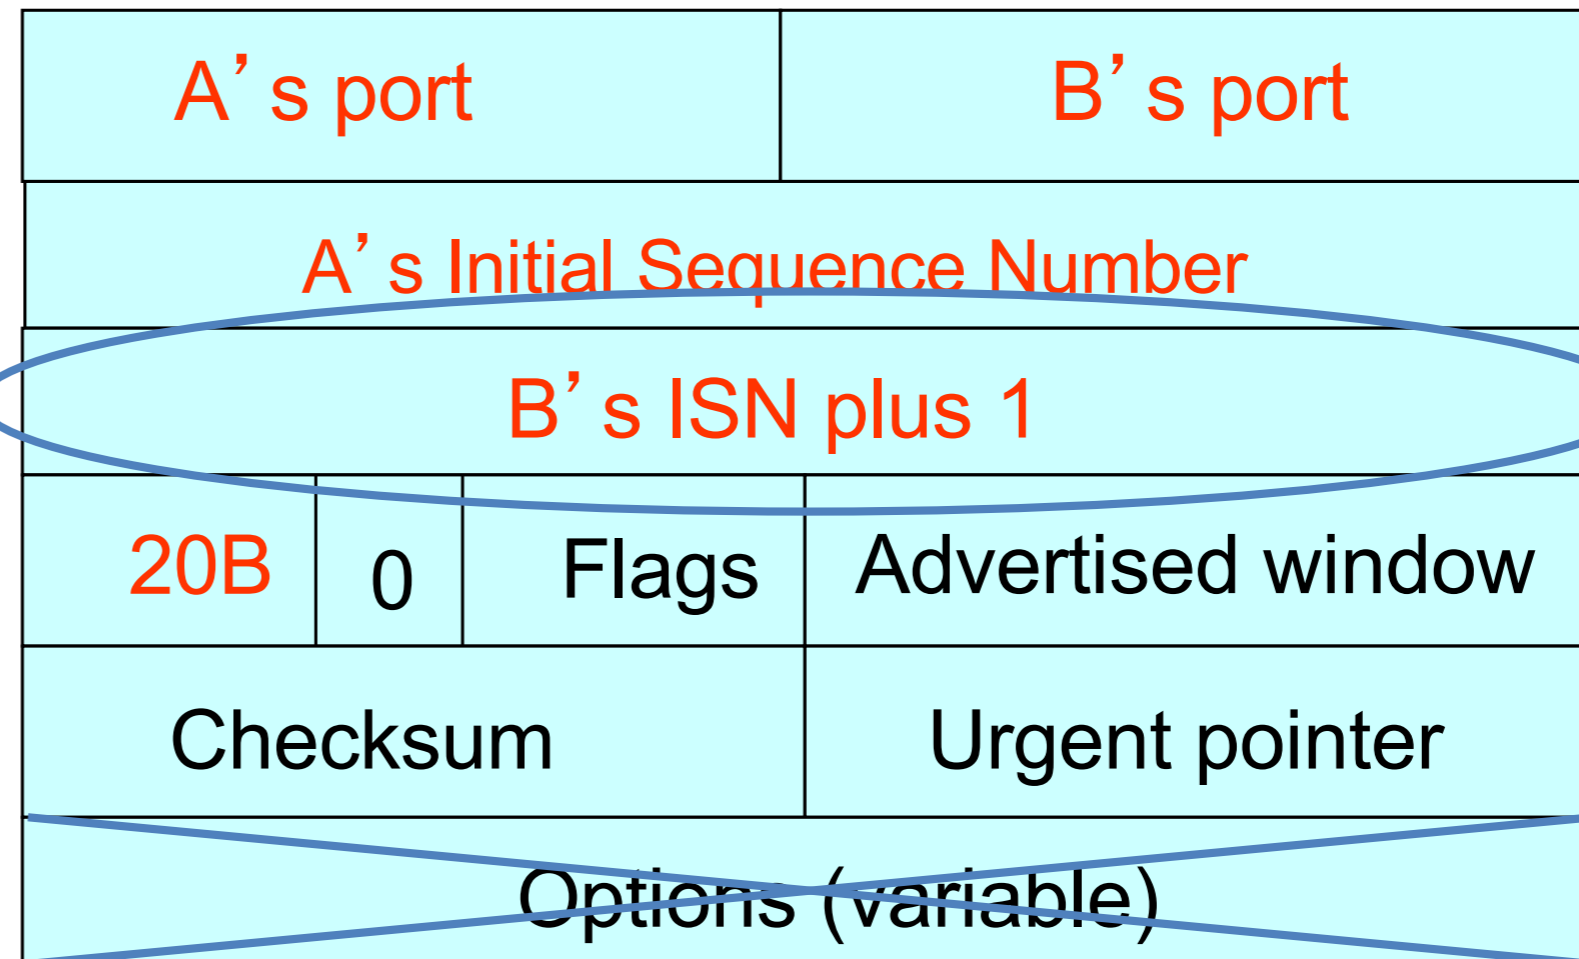 A’s port B’s port
A’s Initial Sequence Number
B’s ISN plus 1
20B 0 Flags Advertised window
Checksum Urgent pointer
Options (variable)